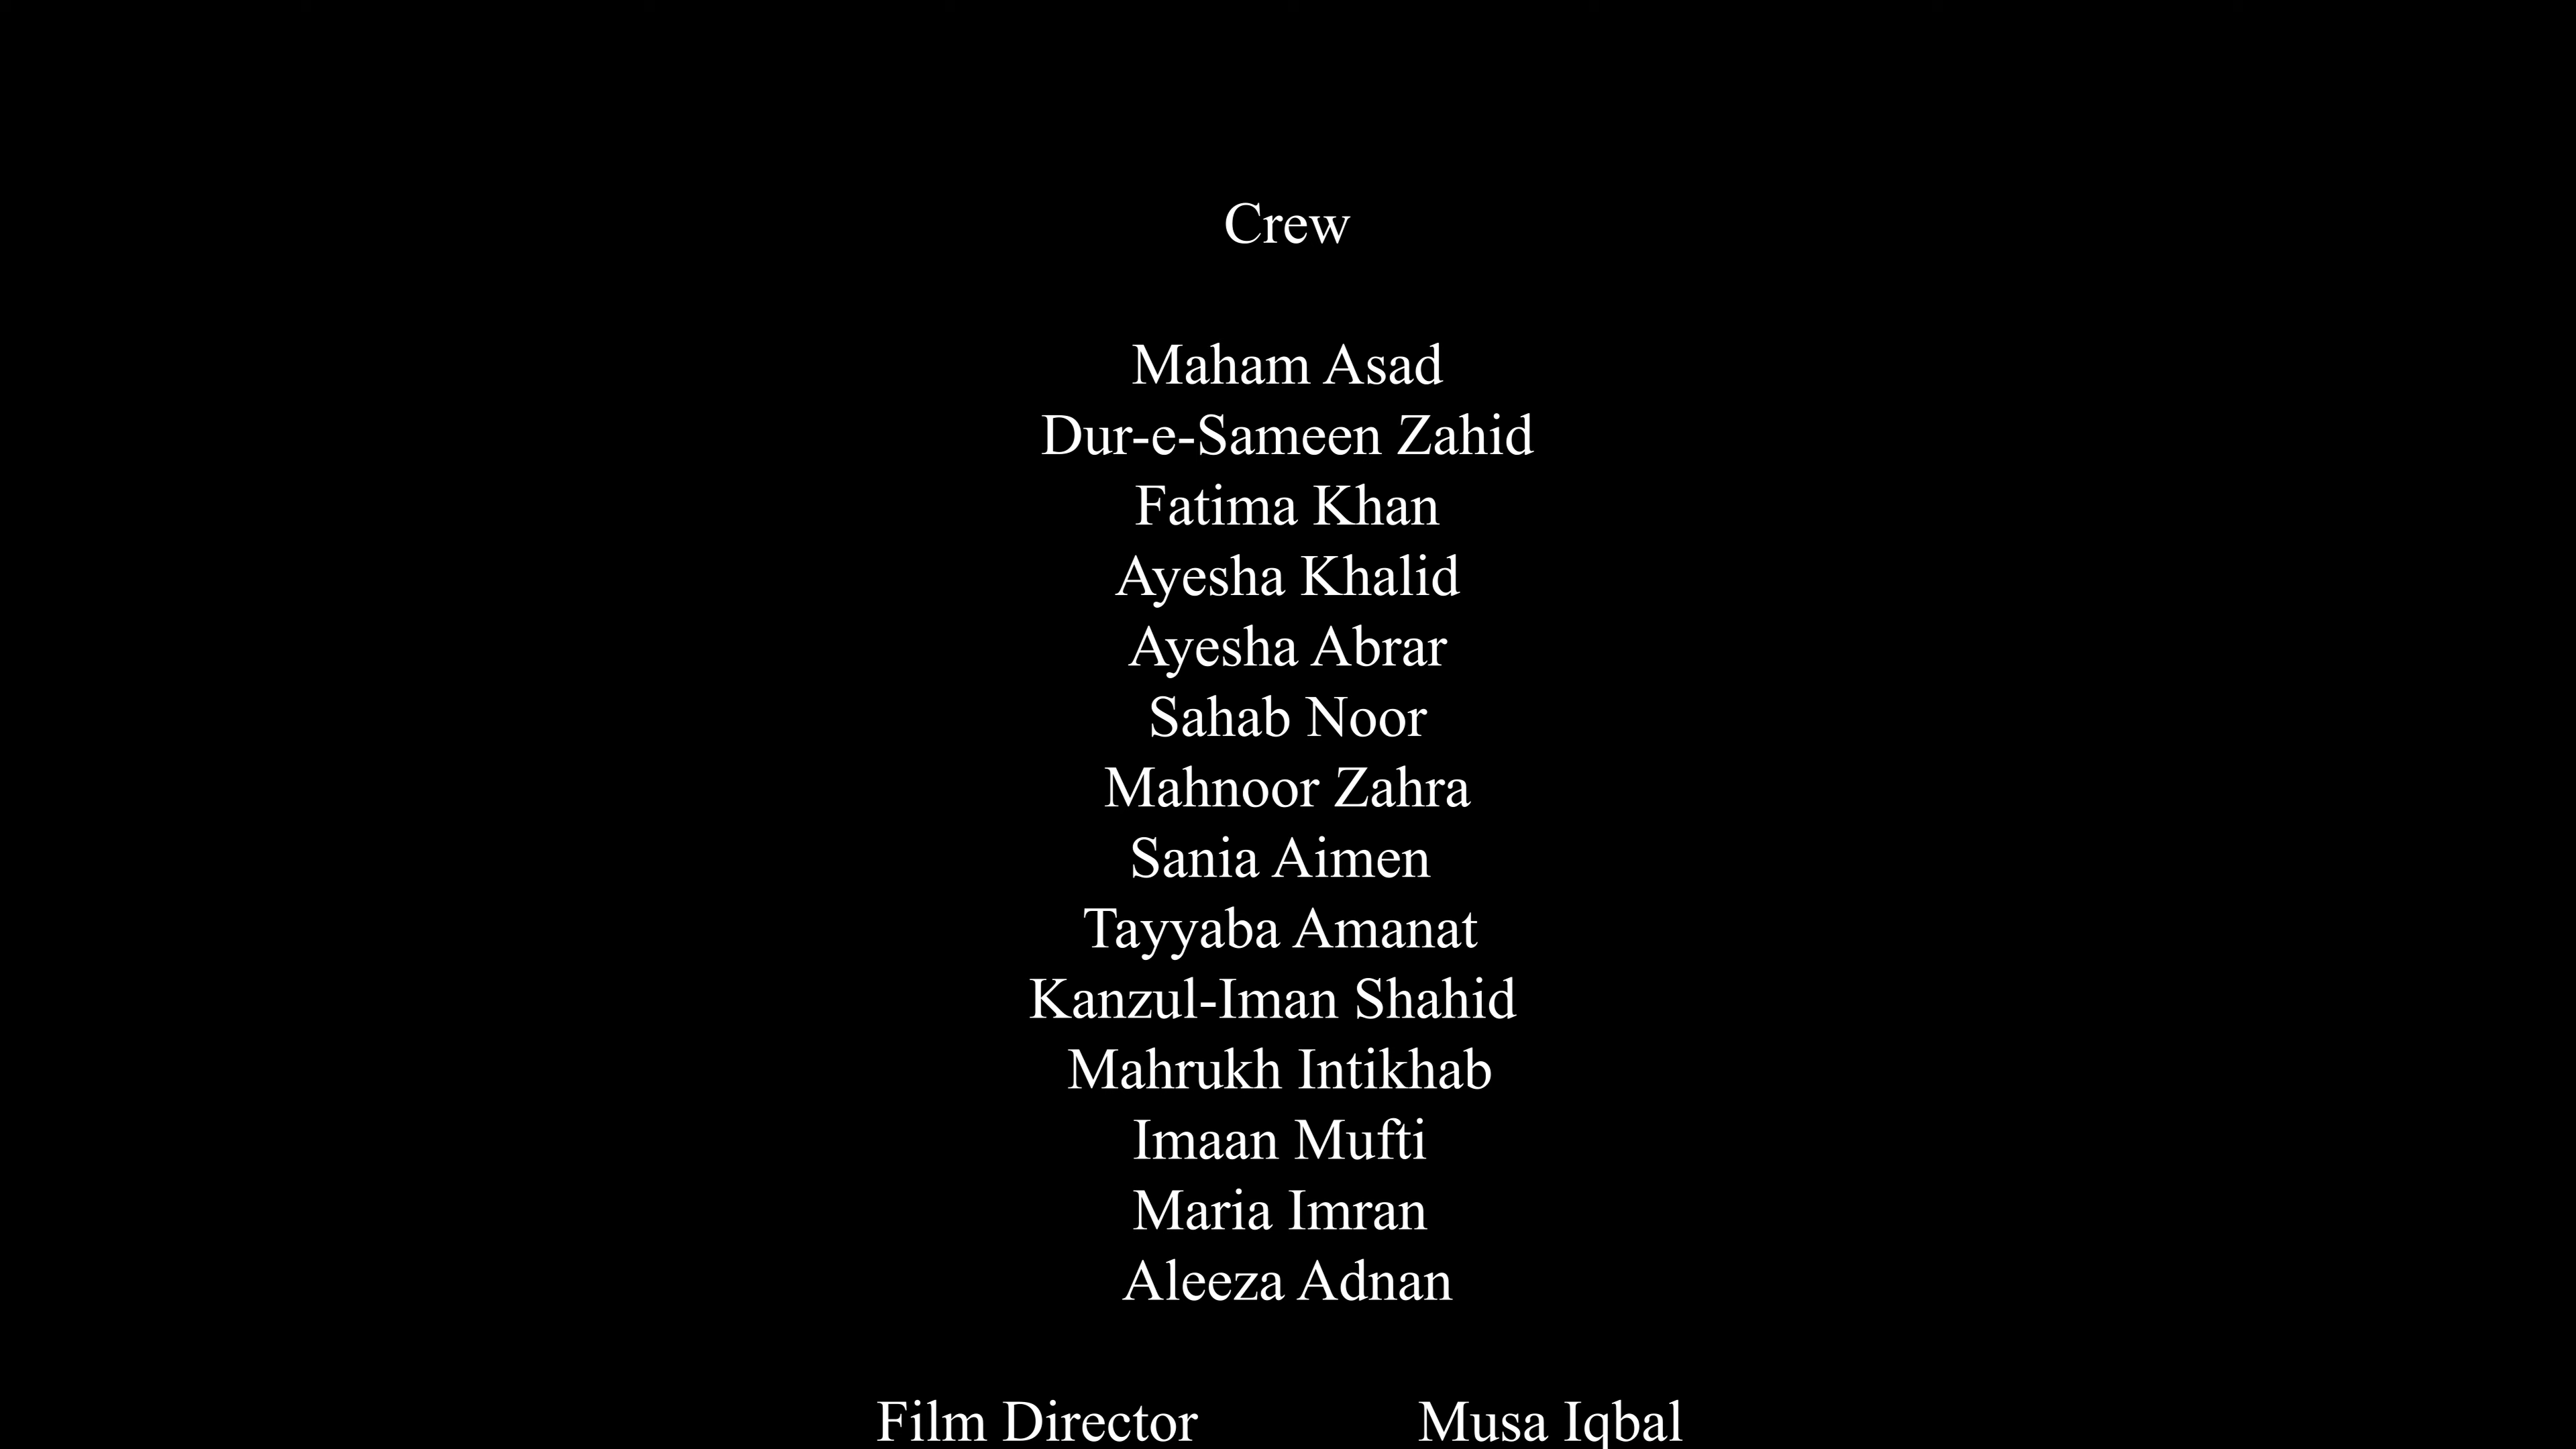 Crew
Maham Asad
Dur-e-Sameen Zahid
Fatima Khan
Ayesha Khalid
Ayesha Abrar
Sahab Noor
Mahnoor Zahra
Sania Aimen
Tayyaba Amanat
Kanzul-Iman Shahid
Mahrukh Intikhab
Imaan Mufti
Maria Imran
Aleeza Adnan
Film Director Musa Iqbal